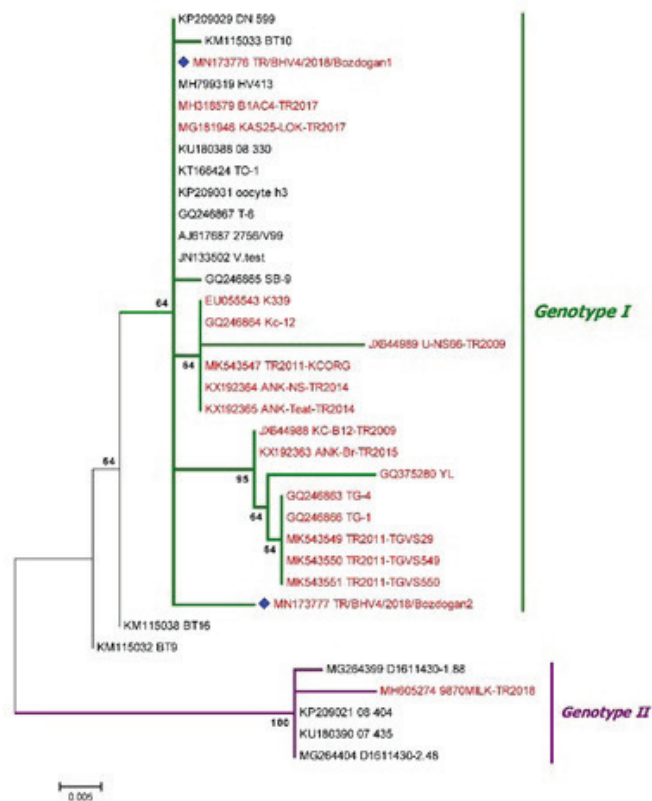 KP209029 DN 599
KM115033 BT10
MN173776 TR/BHV4/2018/Bozdogan1
MH799319 HV413
MH318579 B1AC4-TR2017
MG181946 KAS25-LOK-TR2017
KU180388 08 330
KT166424 TO-1
KP209031 oocyte h3
GQ246867 T-6
AJ617687 2756/V99
JN133502 V.test
GQ246865 SB-9
64
EU055543 K339
GQ246864 Kc-12
Genotype I
JX644989 U-NS66-TR2009
64
MK543547 TR2011-KCORG
KX192364 ANK-NS-TR2014
KX192365 ANK-Teat-TR2014
JX644988 KC-B12-TR2009
KX192363 ANK-Br-TR2015
64
95
GQ375280 YL
GQ246863 TG-4
64
GQ246866 TG-1
MK543549 TR2011-TGVS29
64
MK543550 TR2011-TGVS549
MK543551 TR2011-TGVS550
MN173777 TR/BHV4/2018/Bozdogan2
KM115038 BT16
KM115032 BT9
MG264399 D1611430-1.88
MH605274 9870MILK-TR2018
KP209021 08 404
Genotype II
100
KU180390 07 435
MG264404 D1611430-2.48
0.005